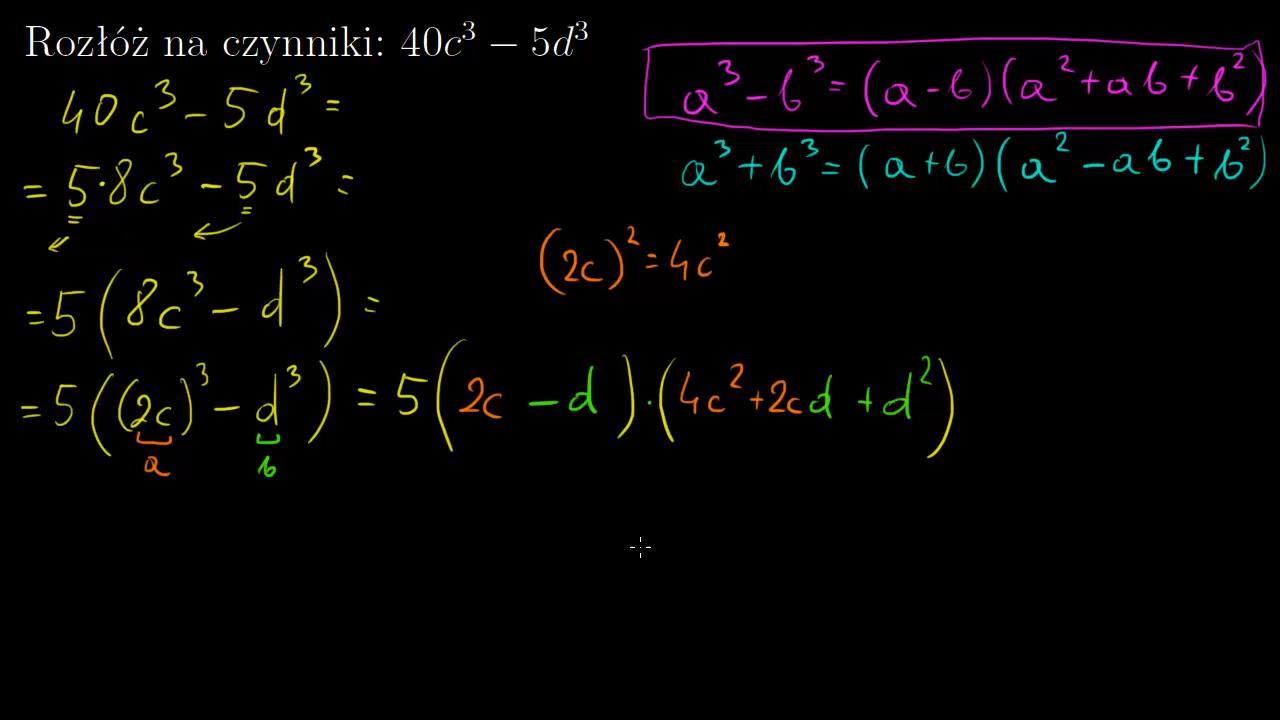 Rozłóż na czynniki: 40c³ − 5d³
a³ − b³ = (a − b)(a² + ab + b²)
a³ + b³ = (a + b)(a² − ab + b²)
40c³ − 5d³ =
= 5·8c³ − 5d³ =
(2c)² = 4c²
= 5(8c³ − d³) =
= 5((2c)³ − d³) = 5(2c − d)·(4c² + 2cd + d²)
a b